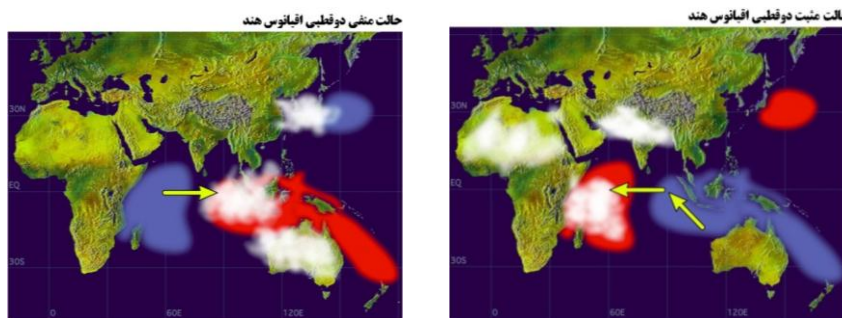 حالت منفی دوقطبی اقیانوس هند
30N
EQ
30S
0
60E
120E
حالت مثبت دوقطبی اقیانوس هند
30N
EQ
30S
0
60E
120E